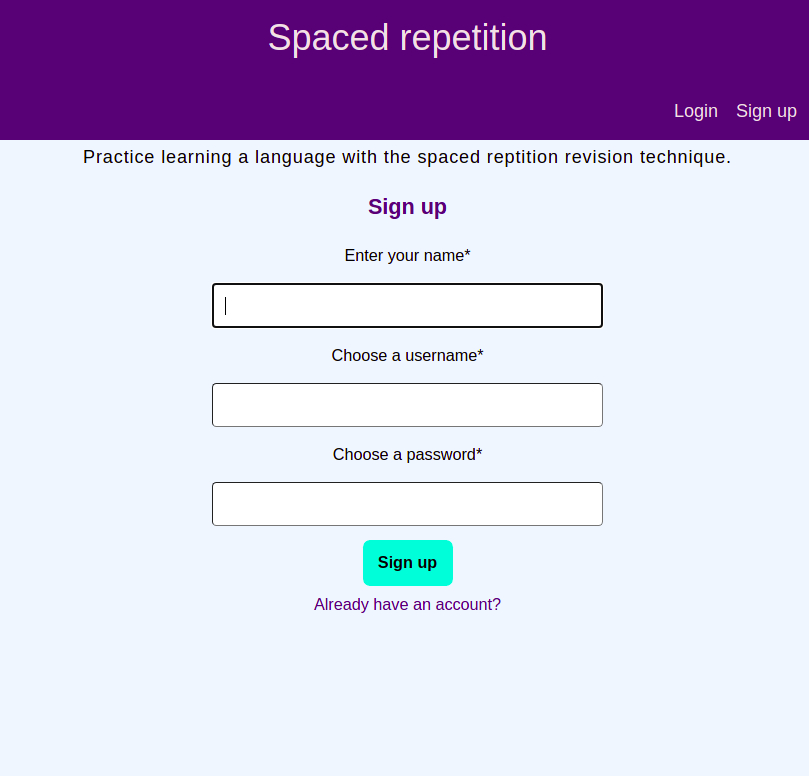 Spaced repetition
Login Sign up
Practice learning a language with the spaced reptition revision technique.
Sign up
Enter your name*
Choose a username*
Choose a password*
Sign up
Already have an account?